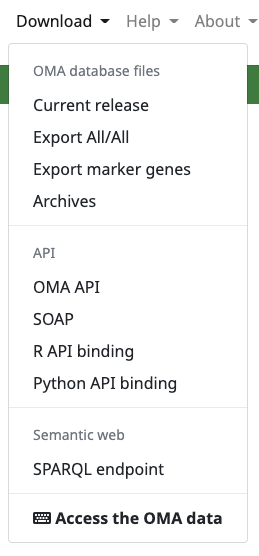 Download Help About
OMA database files
Current release
Export All/All
Export marker genes
Archives
API
OMA API
SOAP
R API binding
Python API binding
Semantic web
SPARQL endpoint
Access the OMA data